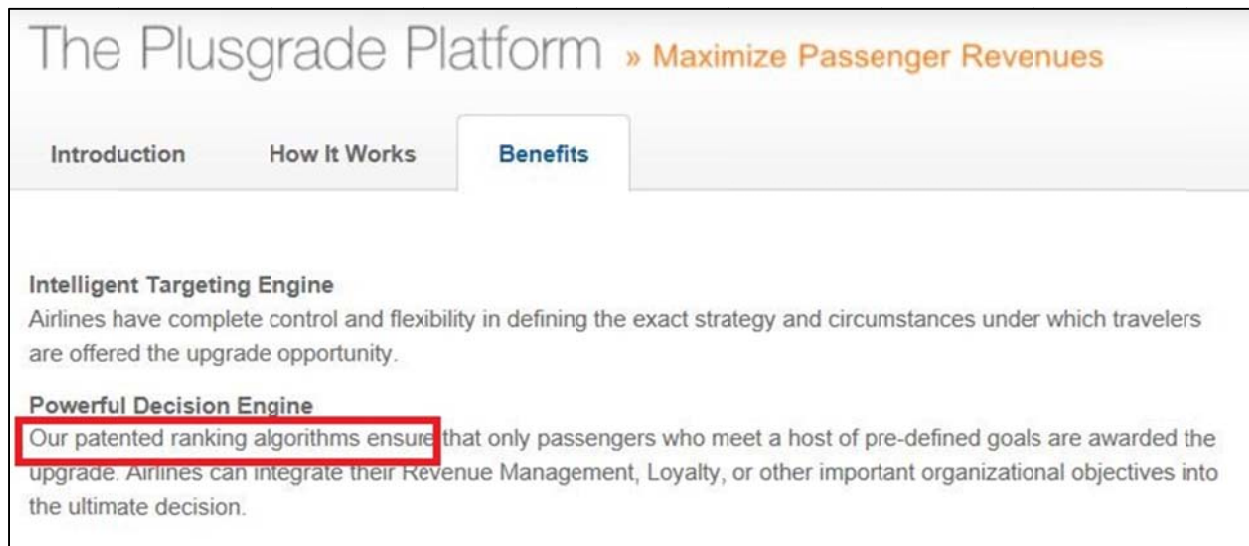 The Plusgrade Platform » Maximize Passenger Revenues
Introduction How It Works Benefits
Intelligent Targeting Engine
Airlines have complete control and flexibility in defining the exact strategy and circumstances under which travelers
are offered the upgrade opportunity.
Powerful Decision Engine
Our patented ranking algorithms ensure that only passengers who meet a host of pre-defined goals are awarded the
upgrade. Airlines can integrate their Revenue Management, Loyalty, or other important organizational objectives into
the ultimate decision.